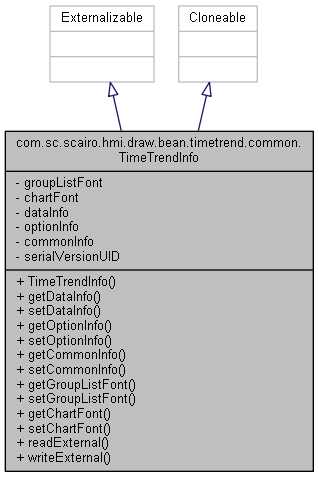 Externalizable
Cloneable
com.sc.scairo.hmi.draw.bean.timetrend.common.
TimeTrendInfo
- groupListFont
- chartFont
- dataInfo
- optionInfo
- commonInfo
- serialVersionUID
+ TimeTrendInfo()
+ getDataInfo()
+ setDataInfo()
+ getOptionInfo()
+ setOptionInfo()
+ getCommonInfo()
+ setCommonInfo()
+ getGroupListFont()
+ setGroupListFont()
+ getChartFont()
+ setChartFont()
+ readExternal()
+ writeExternal()